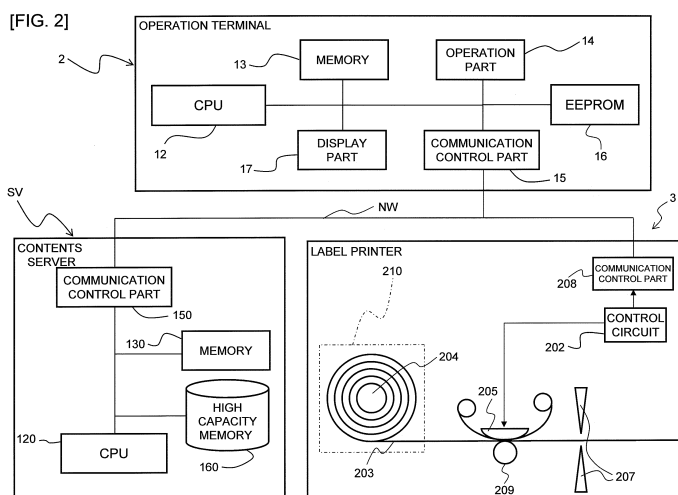 [FIG. 2]
OPERATION TERMINAL
2
13
MEMORY
OPERATION
PART
14
CPU
12
EEPROM
16
17
DISPLAY
PART
COMMUNICATION
CONTROL PART
15
SV
NW
3
CONTENTS
SERVER
COMMUNICATION
CONTROL PART
150
130
MEMORY
HIGH
CAPACITY
MEMORY
160
120
CPU
LABEL PRINTER
210
COMMUNICATION
CONTROL PART
208
CONTROL
CIRCUIT
202
204
205
203
209
207